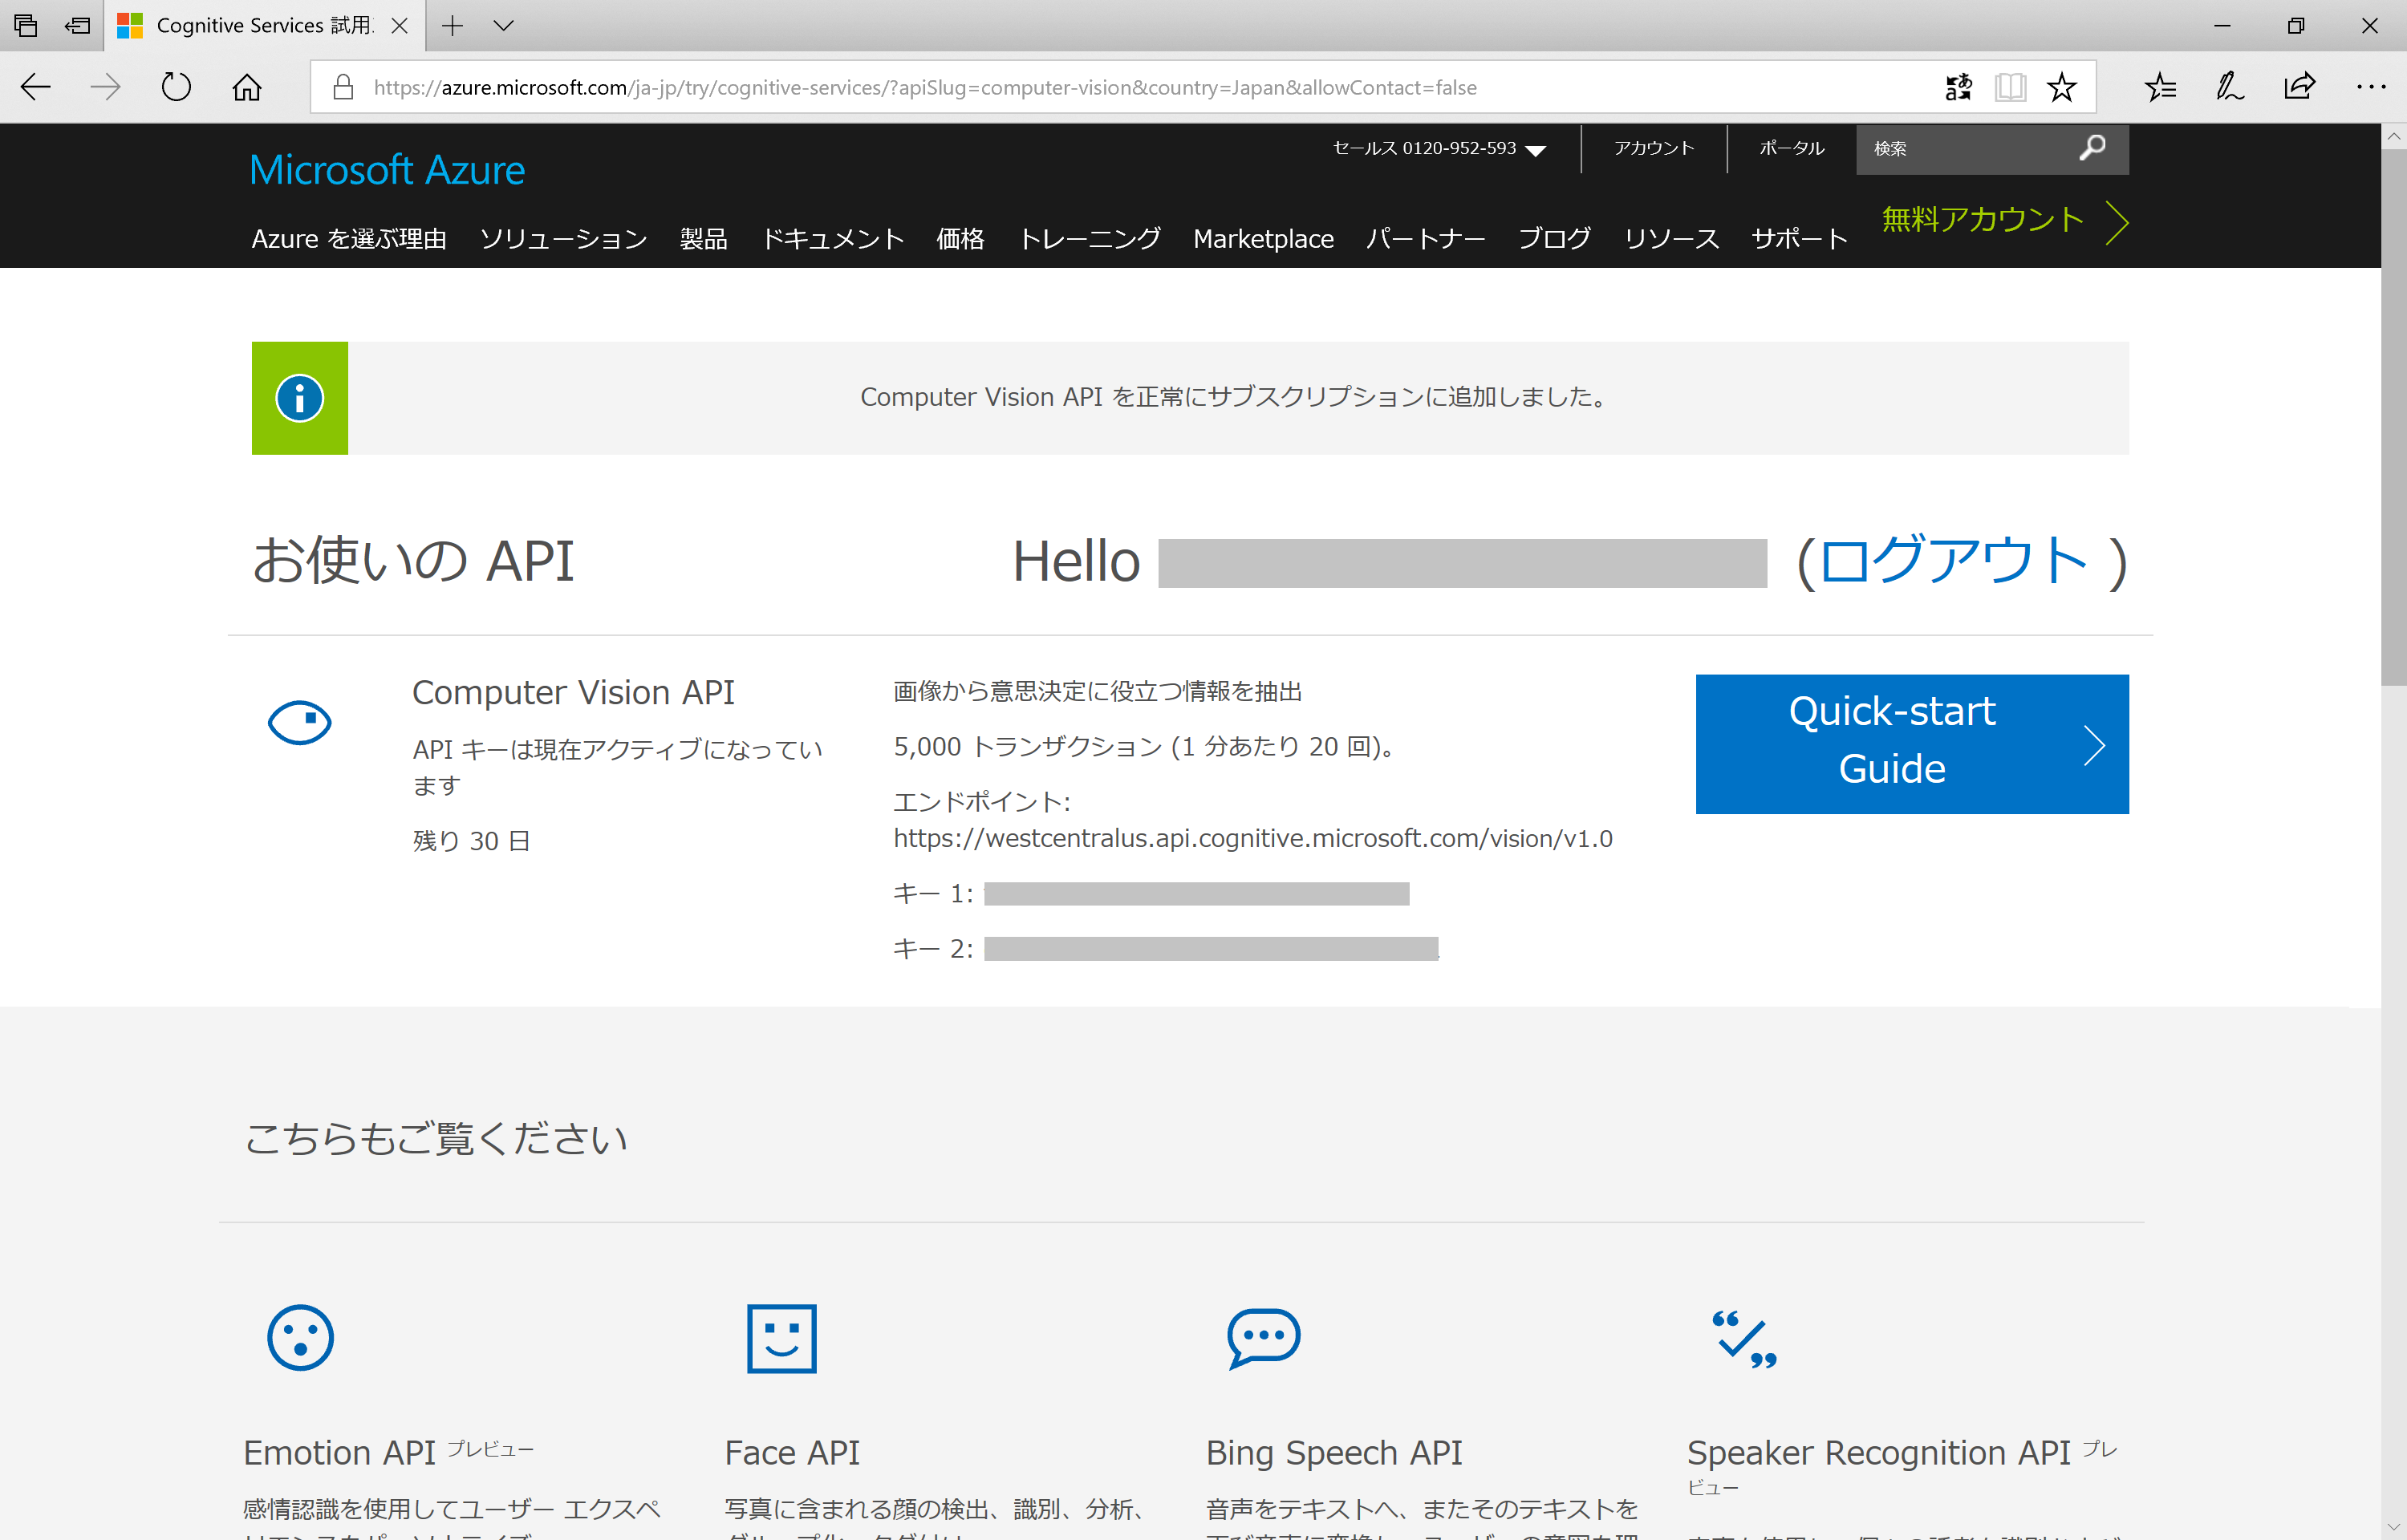 Cognitive Services 試用
https://azure.microsoft.com/ja-jp/try/cognitive-services/?apiSlug=computer-vision&country=Japan&allowContact=false
Microsoft Azure
セールス 0120-952-593
アカウント
ポータル
検索
Azure を選ぶ理由 ソリューション 製品 ドキュメント 価格 トレーニング Marketplace パートナー ブログ リソース サポート
無料アカウント
Computer Vision API を正常にサブスクリプションに追加しました。
お使いの API
Hello (ログアウト )
Computer Vision API
API キーは現在アクティブになってい
ます
残り 30 日
画像から意思決定に役立つ情報を抽出
5,000 トランザクション (1 分あたり 20 回)。
エンドポイント:
https://westcentralus.api.cognitive.microsoft.com/vision/v1.0
キー 1:
キー 2:
Quick-start
Guide
こちらもご覧ください
Emotion API プレビュー
感情認識を使用してユーザー エクスペ
Face API
写真に含まれる顔の検出、識別、分析、
Bing Speech API
音声をテキストへ、またそのテキストを
Speaker Recognition API プレ
ビュー